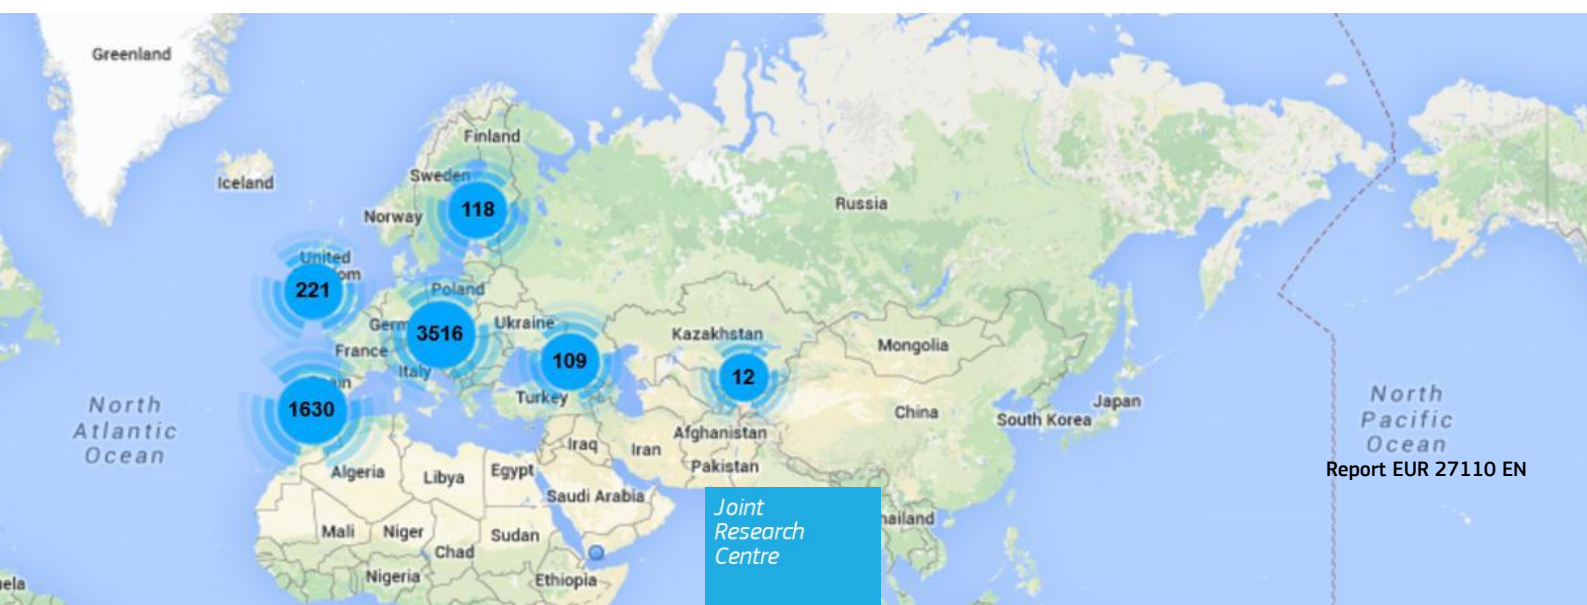 Greenland
Finland
Sweden
Iceland
118
Russia
Norway
United
221
Poland
3516
Ukraine
Kazakhstan
Mongolia
France
109
Italy
12
1630
Turkey
North
Atlantic
Ocean
Japan
China
South Korea
North
Pacific
Ocean
Afghanistan
Iraq
Iran
Pakistan
Algeria
Libya
Egypt
Saudi Arabia
Report EUR 27110 EN
Joint
Research
Centre
Mali
Niger
Sudan
Chad
Nigeria
Ethiopia